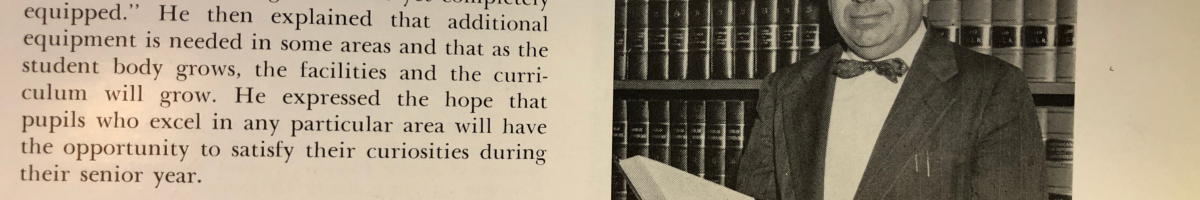 completely
equipped.” He then explained that additional
equipment is needed in some areas and that as the
student body grows, the facilities and the curri-
culum will grow. He expressed the hope that
pupils who excel in any particular area will have
the opportunity to satisfy their curiosities during
their senior year.